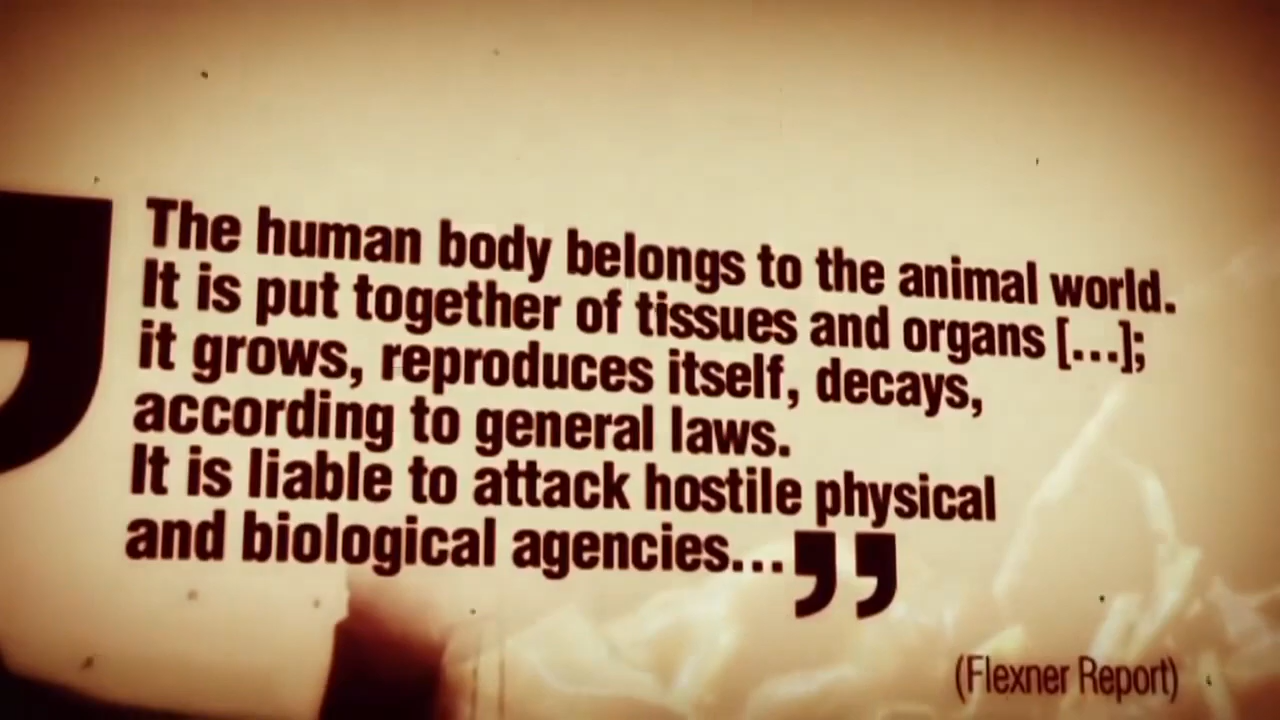 The human body belongs to the animal world.
It is put together of tissues and organs [...];
it grows, reproduces itself, decays,
according to general laws.
It is liable to attack hostile physical
and biological agencies...”
(Flexner Report)